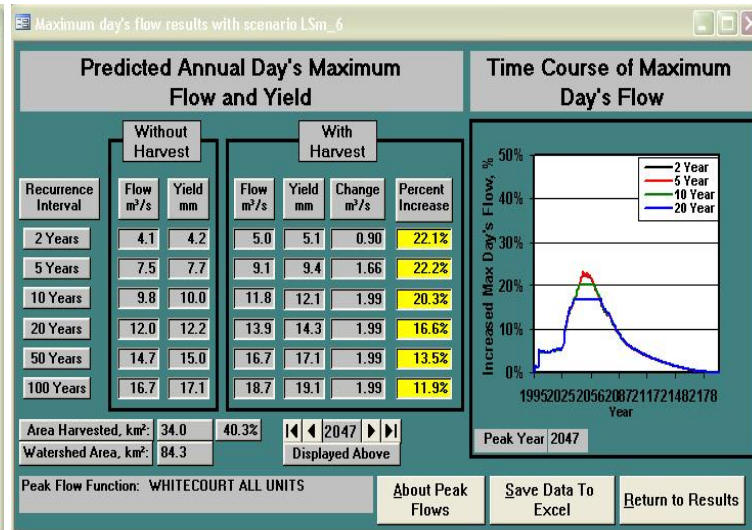 Maximum day's flow results with scenario LSm_6
Predicted Annual Day's Maximum
Flow and Yield
Without
Harvest
With
Harvest
Recurrence
Interval
Flow
m³/s
Yield
mm
Flow
m³/s
Yield
mm
Change
m³/s
Percent
Increase
2 Years 4.1 4.2 5.0 5.1 0.90 22.1%
5 Years 7.5 7.7 9.1 9.4 1.66 22.2%
10 Years 9.8 10.0 11.8 12.1 1.99 20.3%
20 Years 12.0 12.2 13.9 14.3 1.99 16.6%
50 Years 14.7 15.0 16.7 17.1 1.99 13.5%
100 Years 16.7 17.1 18.7 19.1 1.99 11.9%
Area Harvested, km²: 34.0 40.3%
Watershed Area, km²: 84.3
2047
Displayed Above
Time Course of Maximum
Day's Flow
Increased Max Day's Flow, %
50%
40%
30%
20%
10%
0%
2 Year
5 Year
10 Year
20 Year
1995202520562087211721482178
Year
Peak Year 2047
Peak Flow Function: WHITECOURT ALL UNITS
About Peak
Flows
Save Data To
Excel
Return to Results